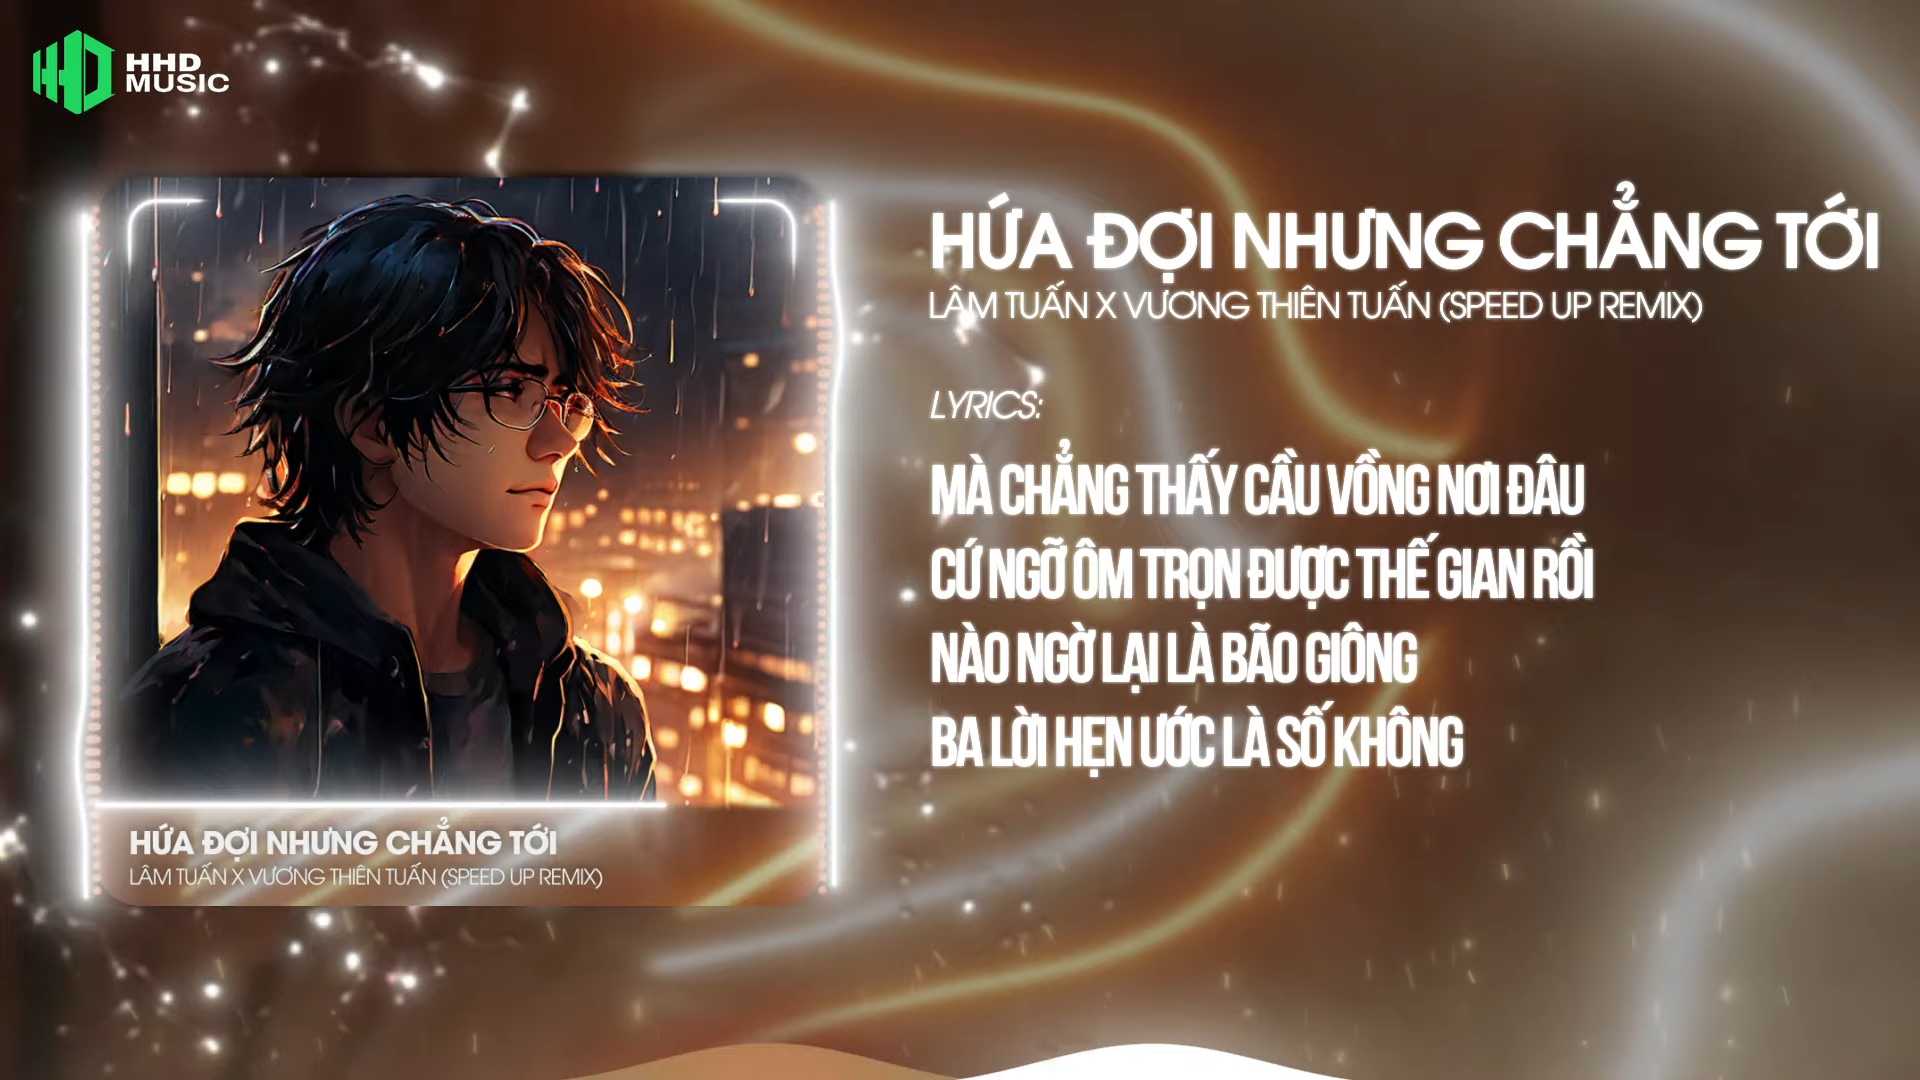 HHD
MUSIC
HỨA ĐỢI NHƯNG CHẲNG TỚI
LÂM TUẤN X VƯƠNG THIÊN TUẤN (SPEED UP REMIX)
LYRICS:
MÀ CHẲNG THẤY CẦU VỒNG NƠI ĐÂU
CỨ NGỠ ÔM TRỌN ĐƯỢC THẾ GIAN RỒI
NÀO NGỜ LẠI LÀ BÃO GIÔNG
BA LỜI HẸN ƯỚC LÀ SỐ KHÔNG
HỨA ĐỢI NHƯNG CHẲNG TỚI
LÂM TUẤN X VƯƠNG THIÊN TUẤN (SPEED UP REMIX)